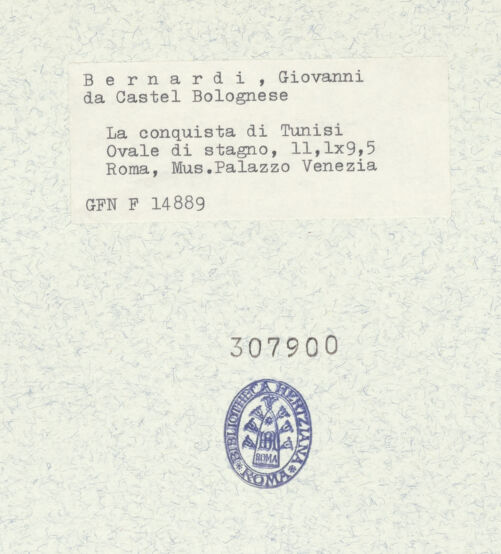 B e r n a r d i , Giovanni
da Castel Bolognese
La conquista di Tunisi
Ovale di stagno, 11,1x9,5
Roma, Mus.Palazzo Venezia
GFN F 14889
307900
BIBLIOTHECA HERTZIANA
ROMA
* ROMA *